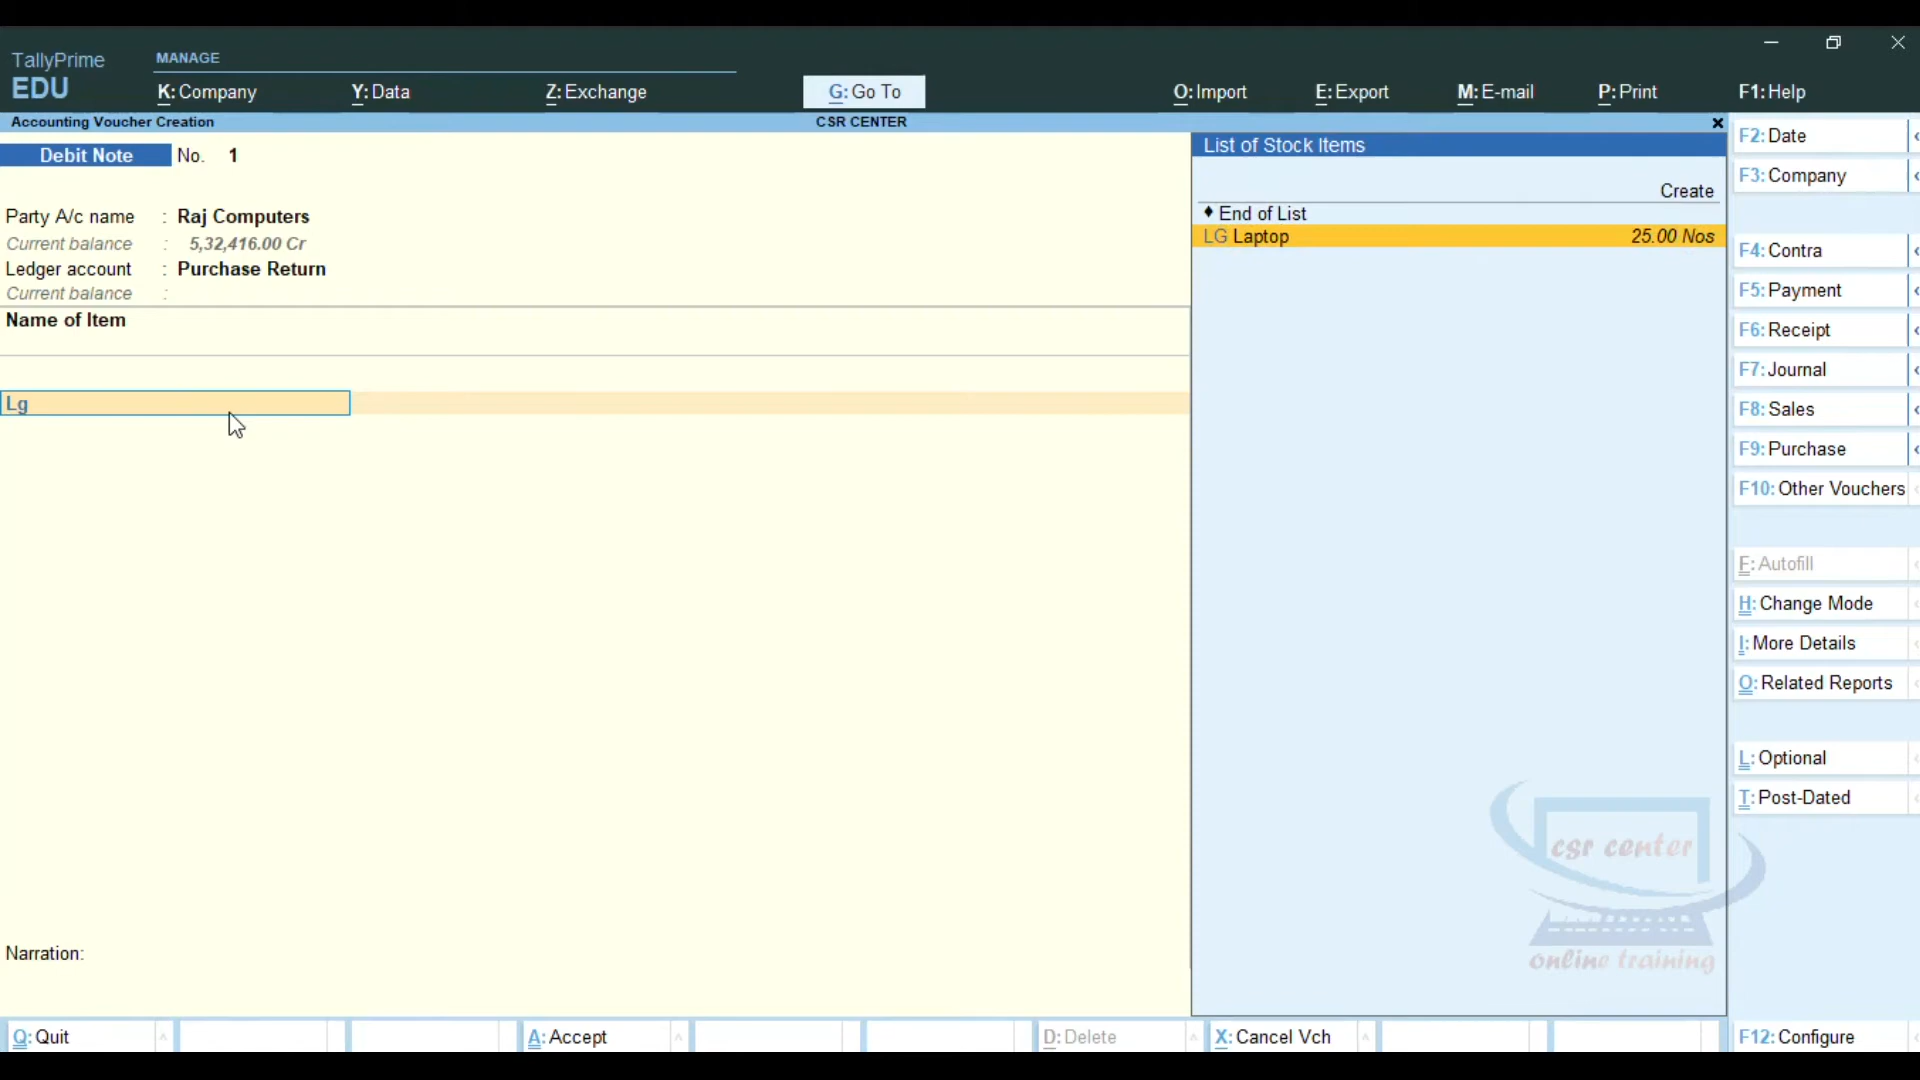 TallyPrime
EDU
MANAGE
K: Company
Y: Data
Z: Exchange
G: Go To
O: Import
E: Export
M: E-mail
P: Print
F1: Help
Accounting Voucher Creation
CSR CENTER
Debit Note No. 1
Party A/c name : Raj Computers
Current balance : 5,32,416.00 Cr
Ledger account : Purchase Return
Current balance :
Name of Item
Lg
Narration:
List of Stock Items
Create
♦ End of List
LG Laptop 25.00 Nos
F2: Date
F3: Company
F4: Contra
F5: Payment
F6: Receipt
F7: Journal
F8: Sales
F9: Purchase
F10: Other Vouchers
F: Autofill
H: Change Mode
I: More Details
O: Related Reports
L: Optional
T: Post-Dated
csr center
online training
Q: Quit
A: Accept
D: Delete
X: Cancel Vch
F12: Configure